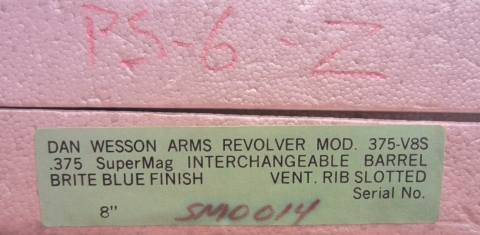 PS-6-Z
DAN WESSON ARMS REVOLVER MOD. 375-V8S
.375 SuperMag INTERCHANGEABLE BARREL
BRITE BLUE FINISH VENT. RIB SLOTTED
Serial No.
8" SM0014